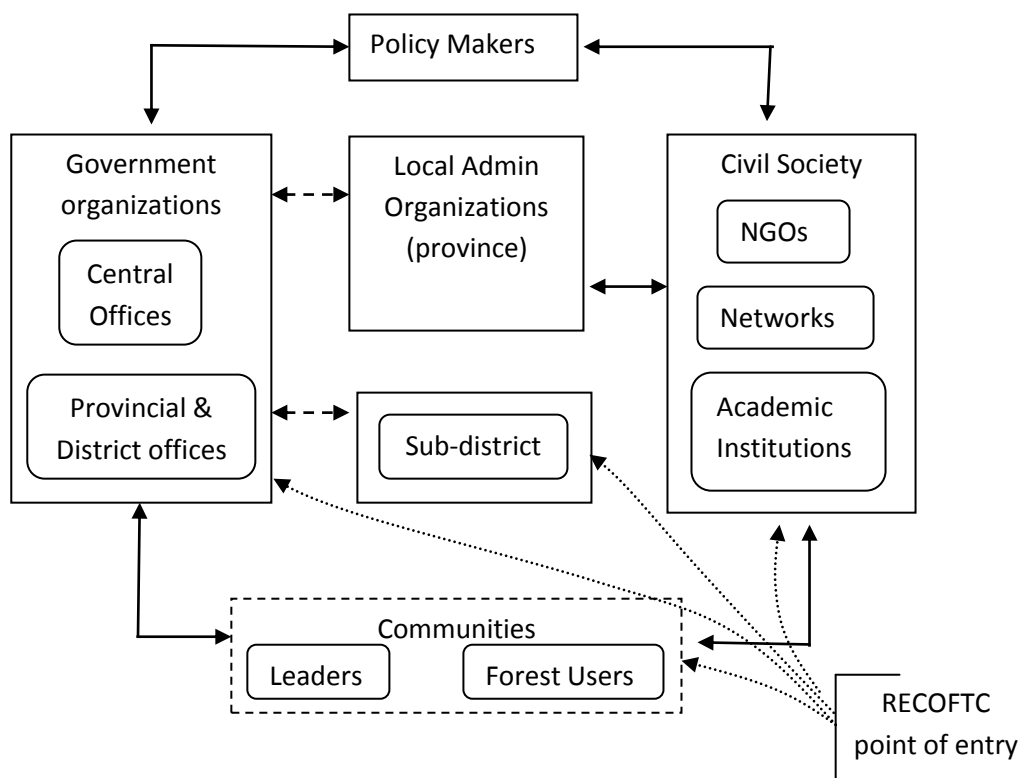 Policy Makers
Government
organizations
Central
Offices
Provincial &
District offices
Local Admin
Organizations
(province)
Sub-district
Civil Society
NGOs
Networks
Academic
Institutions
Communities
Leaders
Forest Users
RECOFTC
point of entry